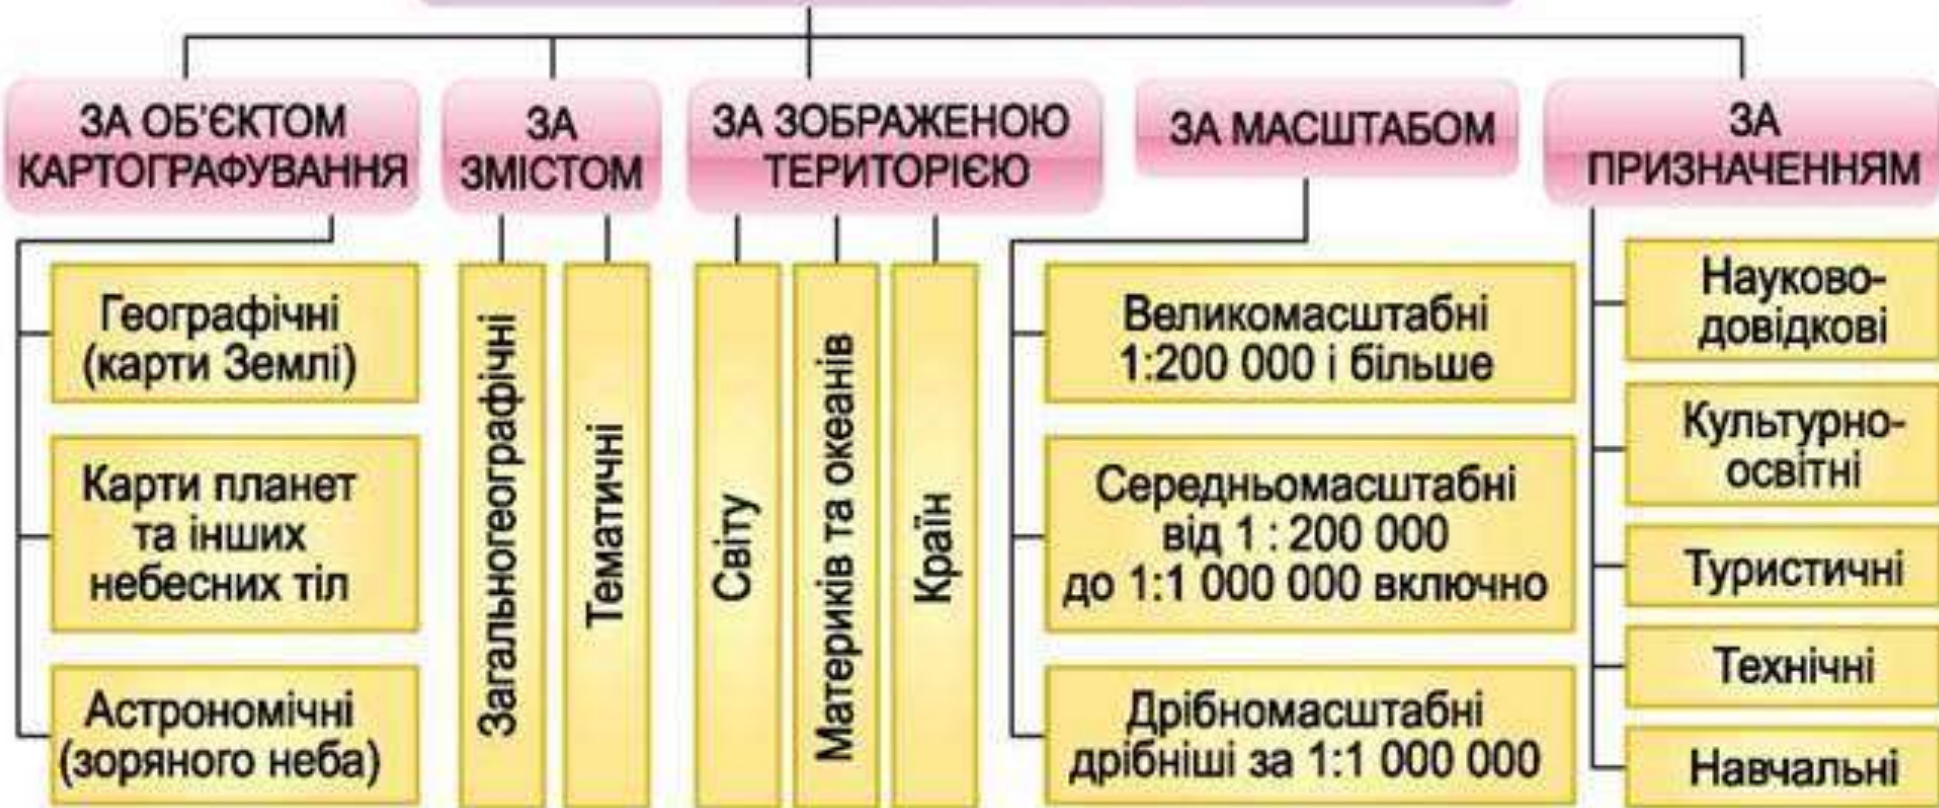 ЗА ОБ'ЄКТОМ
КАРТОГРАФУВАННЯ
Географічні
(карти Землі)
Карти планет
та інших
небесних тіл
Астрономічні
(зоряного неба)
ЗА
ЗМІСТОМ
Загальногеографічні
Тематичні
ЗА ЗОБРАЖЕНОЮ
ТЕРИТОРІЄЮ
Світу
Материків та океанів
Країн
ЗА МАСШТАБОМ
Великомасштабні
1:200 000 і більше
Середньомасштабні
від 1 : 200 000
до 1:1 000 000 включно
Дрібномасштабні
дрібніші за 1:1 000 000
ЗА
ПРИЗНАЧЕННЯМ
Науково-
довідкові
Культурно-
освітні
Туристичні
Технічні
Навчальні